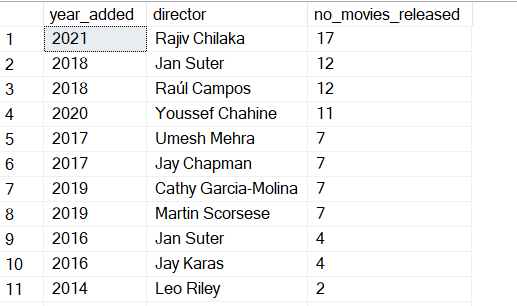 year_added director no_movies_released
1 2021 Rajiv Chilaka 17
2 2018 Jan Suter 12
3 2018 Raúl Campos 12
4 2020 Youssef Chahine 11
5 2017 Umesh Mehra 7
6 2017 Jay Chapman 7
7 2019 Cathy Garcia-Molina 7
8 2019 Martin Scorsese 7
9 2016 Jan Suter 4
10 2016 Jay Karas 4
11 2014 Leo Riley 2